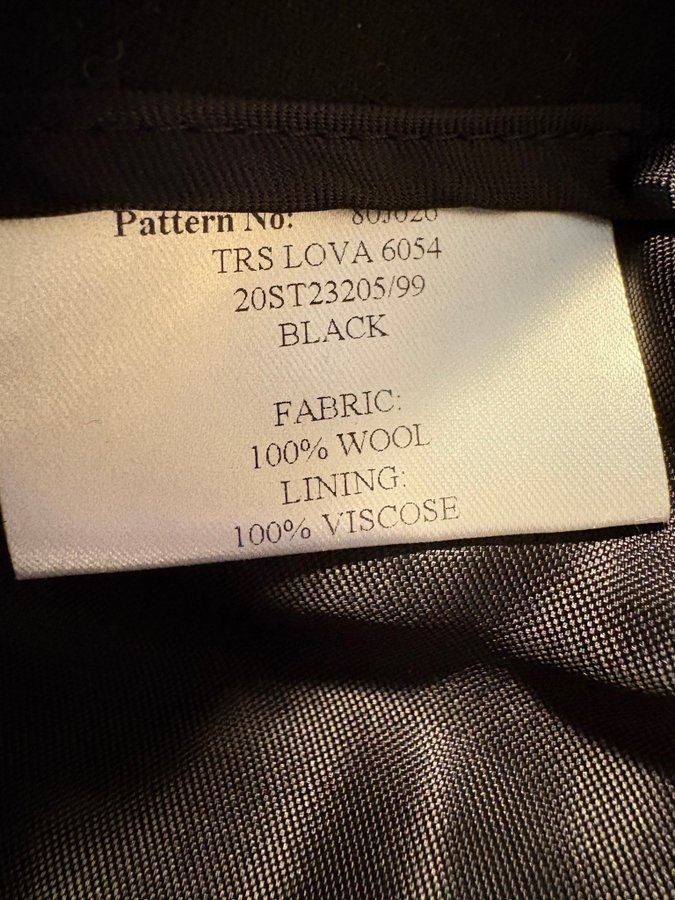 Pattern No:
TRS LOVA 6054
20ST23205/99
BLACK
FABRIC:
100% WOOL
LINING:
100% VISCOSE